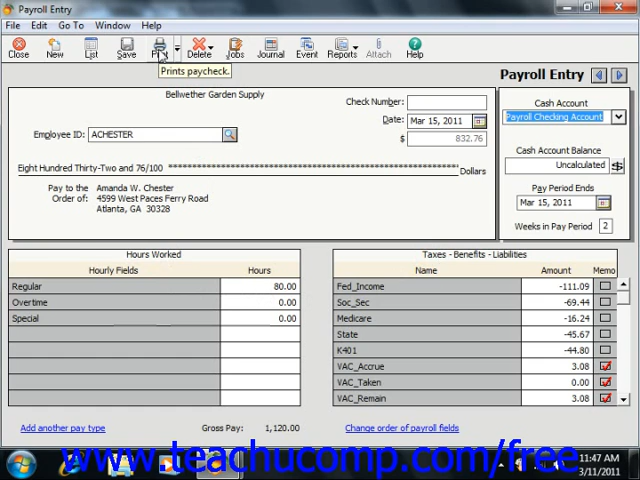 Payroll Entry
File Edit Go To Window Help
Close New List Save Print Delete Jobs Journal Event Reports Attach Help
Prints paycheck.
Payroll Entry
Bellwether Garden Supply
Check Number:
Cash Account
Date: Mar 15, 2011
Payroll Checking Account
Employee ID: ACHESTER
$ 832.76
Cash Account Balance
Uncalculated
Eight Hundred Thirty-Two and 76/100 **************************************************************** Dollars
Pay to the Order of:
Amanda W. Chester
4599 West Paces Ferry Road
Atlanta, GA 30328
Pay Period Ends
Mar 15, 2011
Weeks in Pay Period 2
Hours Worked
Hourly Fields Hours
Regular 80.00
Overtime 0.00
Special 0.00
Taxes - Benefits - Liabilities
Name Amount Memo
Fed_Income -111.09
Soc_Sec -69.44
Medicare -16.24
State -45.67
K401 -44.80
VAC_Accrue 3.08
VAC_Taken 0.00
VAC_Remain 3.08
Add another pay type Gross Pay: 1,120.00 Change order of payroll fields
www.teachucomp.com/free
11:47 AM
3/11/2011